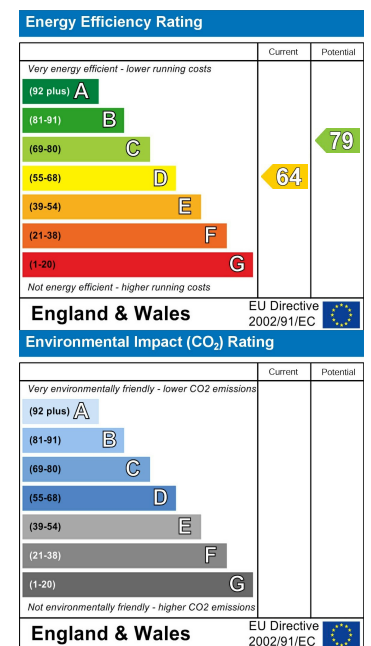 Energy Efficiency Rating
Current Potential
Very energy efficient - lower running costs
(92 plus) A
(81-91) B
(69-80) C
(55-68) D
(39-54) E
(21-38) F
(1-20) G
64
79
Not energy efficient - higher running costs
England & Wales
EU Directive
2002/91/EC
Environmental Impact (CO₂) Rating
Current Potential
Very environmentally friendly - lower CO2 emissions
(92 plus) A
(81-91) B
(69-80) C
(55-68) D
(39-54) E
(21-38) F
(1-20) G
Not environmentally friendly - higher CO2 emissions
England & Wales
EU Directive
2002/91/EC